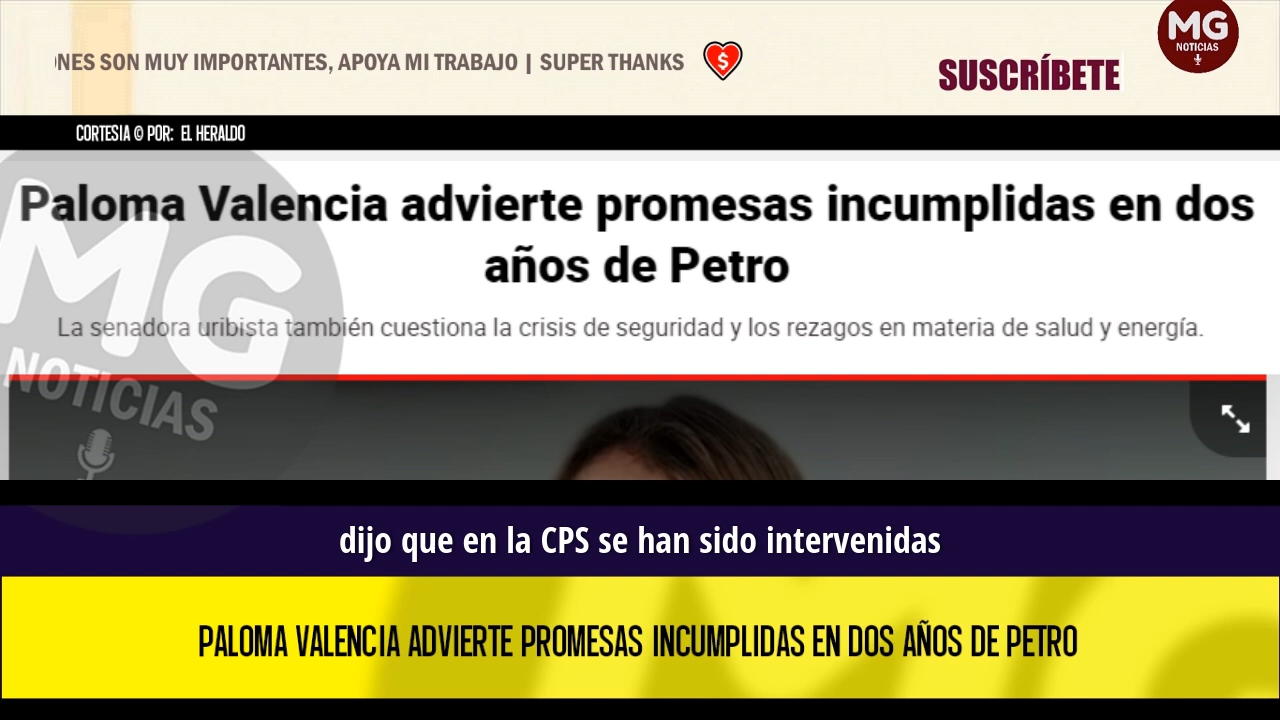 NES SON MUY IMPORTANTES, APOYA MI TRABAJO | SUPER THANKS
SUSCRÍBETE
MG
NOTICIAS
CORTESIA © POR: EL HERALDO
Paloma Valencia advierte promesas incumplidas en dos
años de Petro
La senadora uribista también cuestiona la crisis de seguridad y los rezagos en materia de salud y energía.
MG
NOTICIAS
dijo que en la CPS se han sido intervenidas
PALOMA VALENCIA ADVIERTE PROMESAS INCUMPLIDAS EN DOS AÑOS DE PETRO